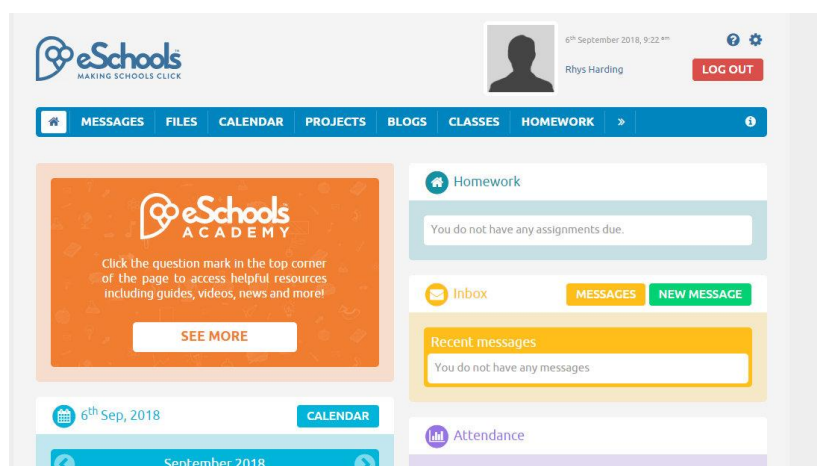 eSchools
MAKING SCHOOLS CLICK
6th September 2018, 9:22 am
Rhys Harding
LOG OUT
MESSAGES FILES CALENDAR PROJECTS BLOGS CLASSES HOMEWORK »
eSchools
ACADEMY
Click the question mark in the top corner
of the page to access helpful resources
including guides, videos, news and more!
SEE MORE
6th Sep, 2018
CALENDAR
September 2018
Homework
You do not have any assignments due.
Inbox
MESSAGES
NEW MESSAGE
Recent messages
You do not have any messages
Attendance